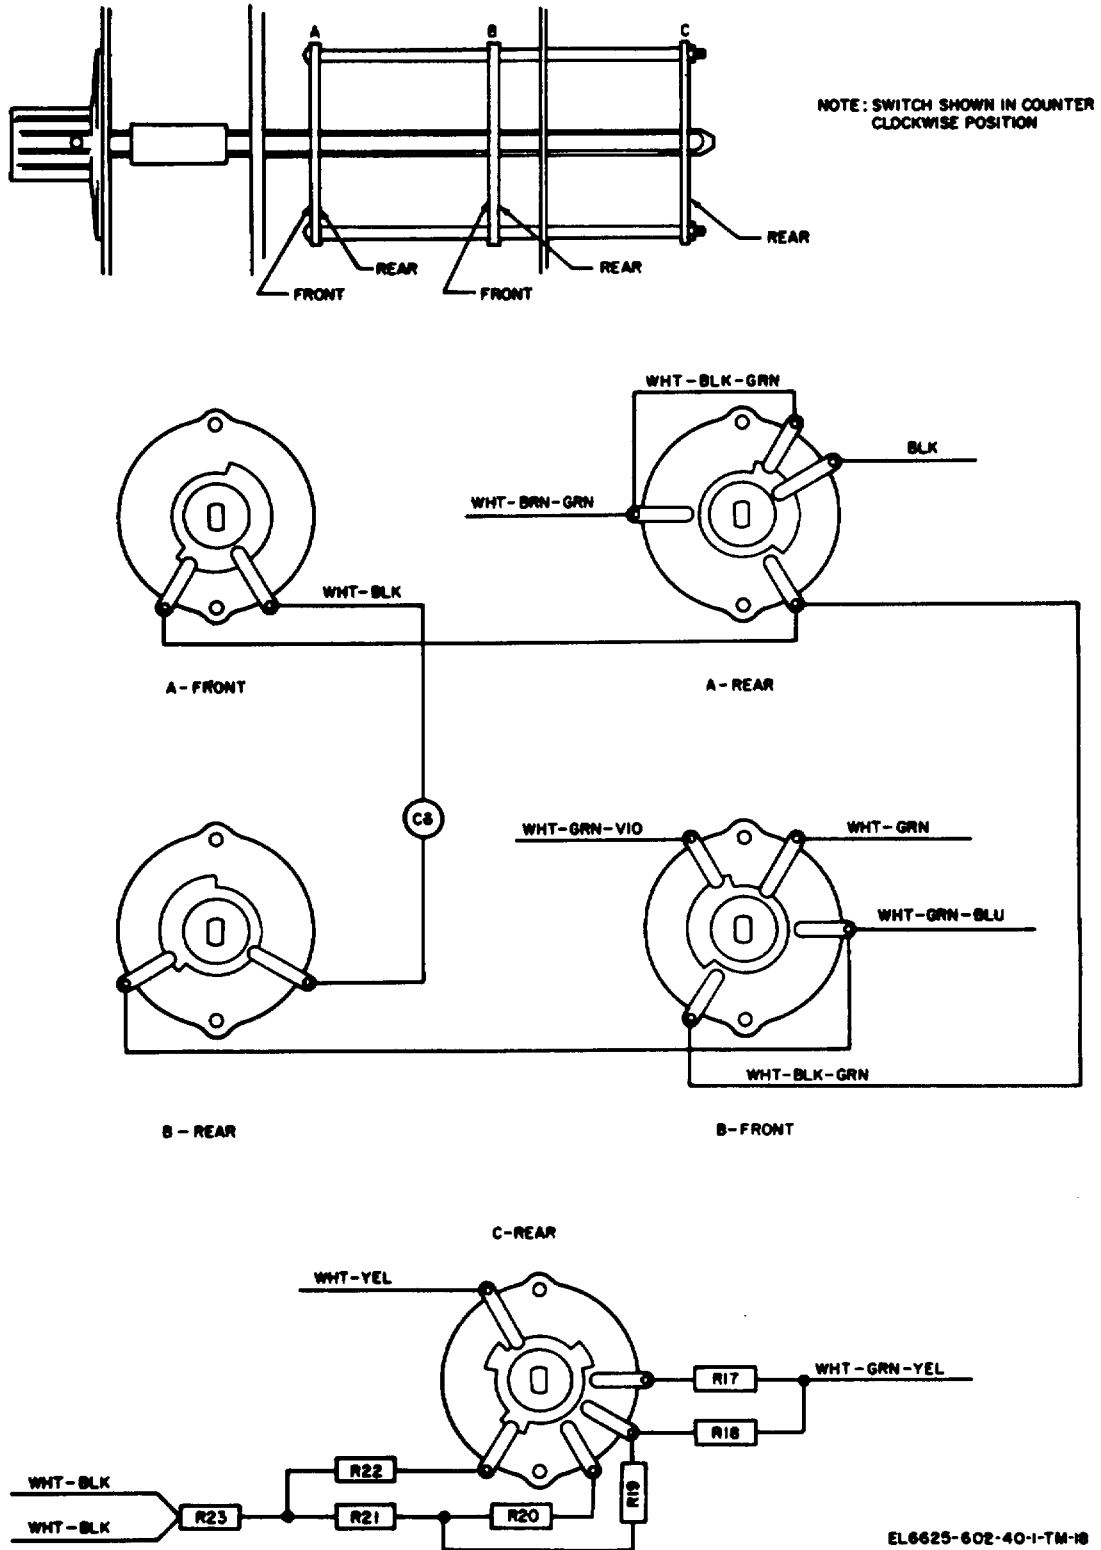 A B C
NOTE: SWITCH SHOWN IN COUNTER
CLOCKWISE POSITION
REAR
REAR
REAR
FRONT
FRONT
WHT-BLK-GRN
BLK
WHT-BRN-GRN
WHT-BLK
A-FRONT
A-REAR
C8
WHT-GRN-VIO
WHT-GRN
WHT-GRN-BLU
WHT-BLK-GRN
B-REAR
B-FRONT
C-REAR
WHT-YEL
R17
WHT-GRN-YEL
R18
R22
R19
WHT-BLK
R23
R21
R20
WHT-BLK
EL6625-602-40-1-TM-18